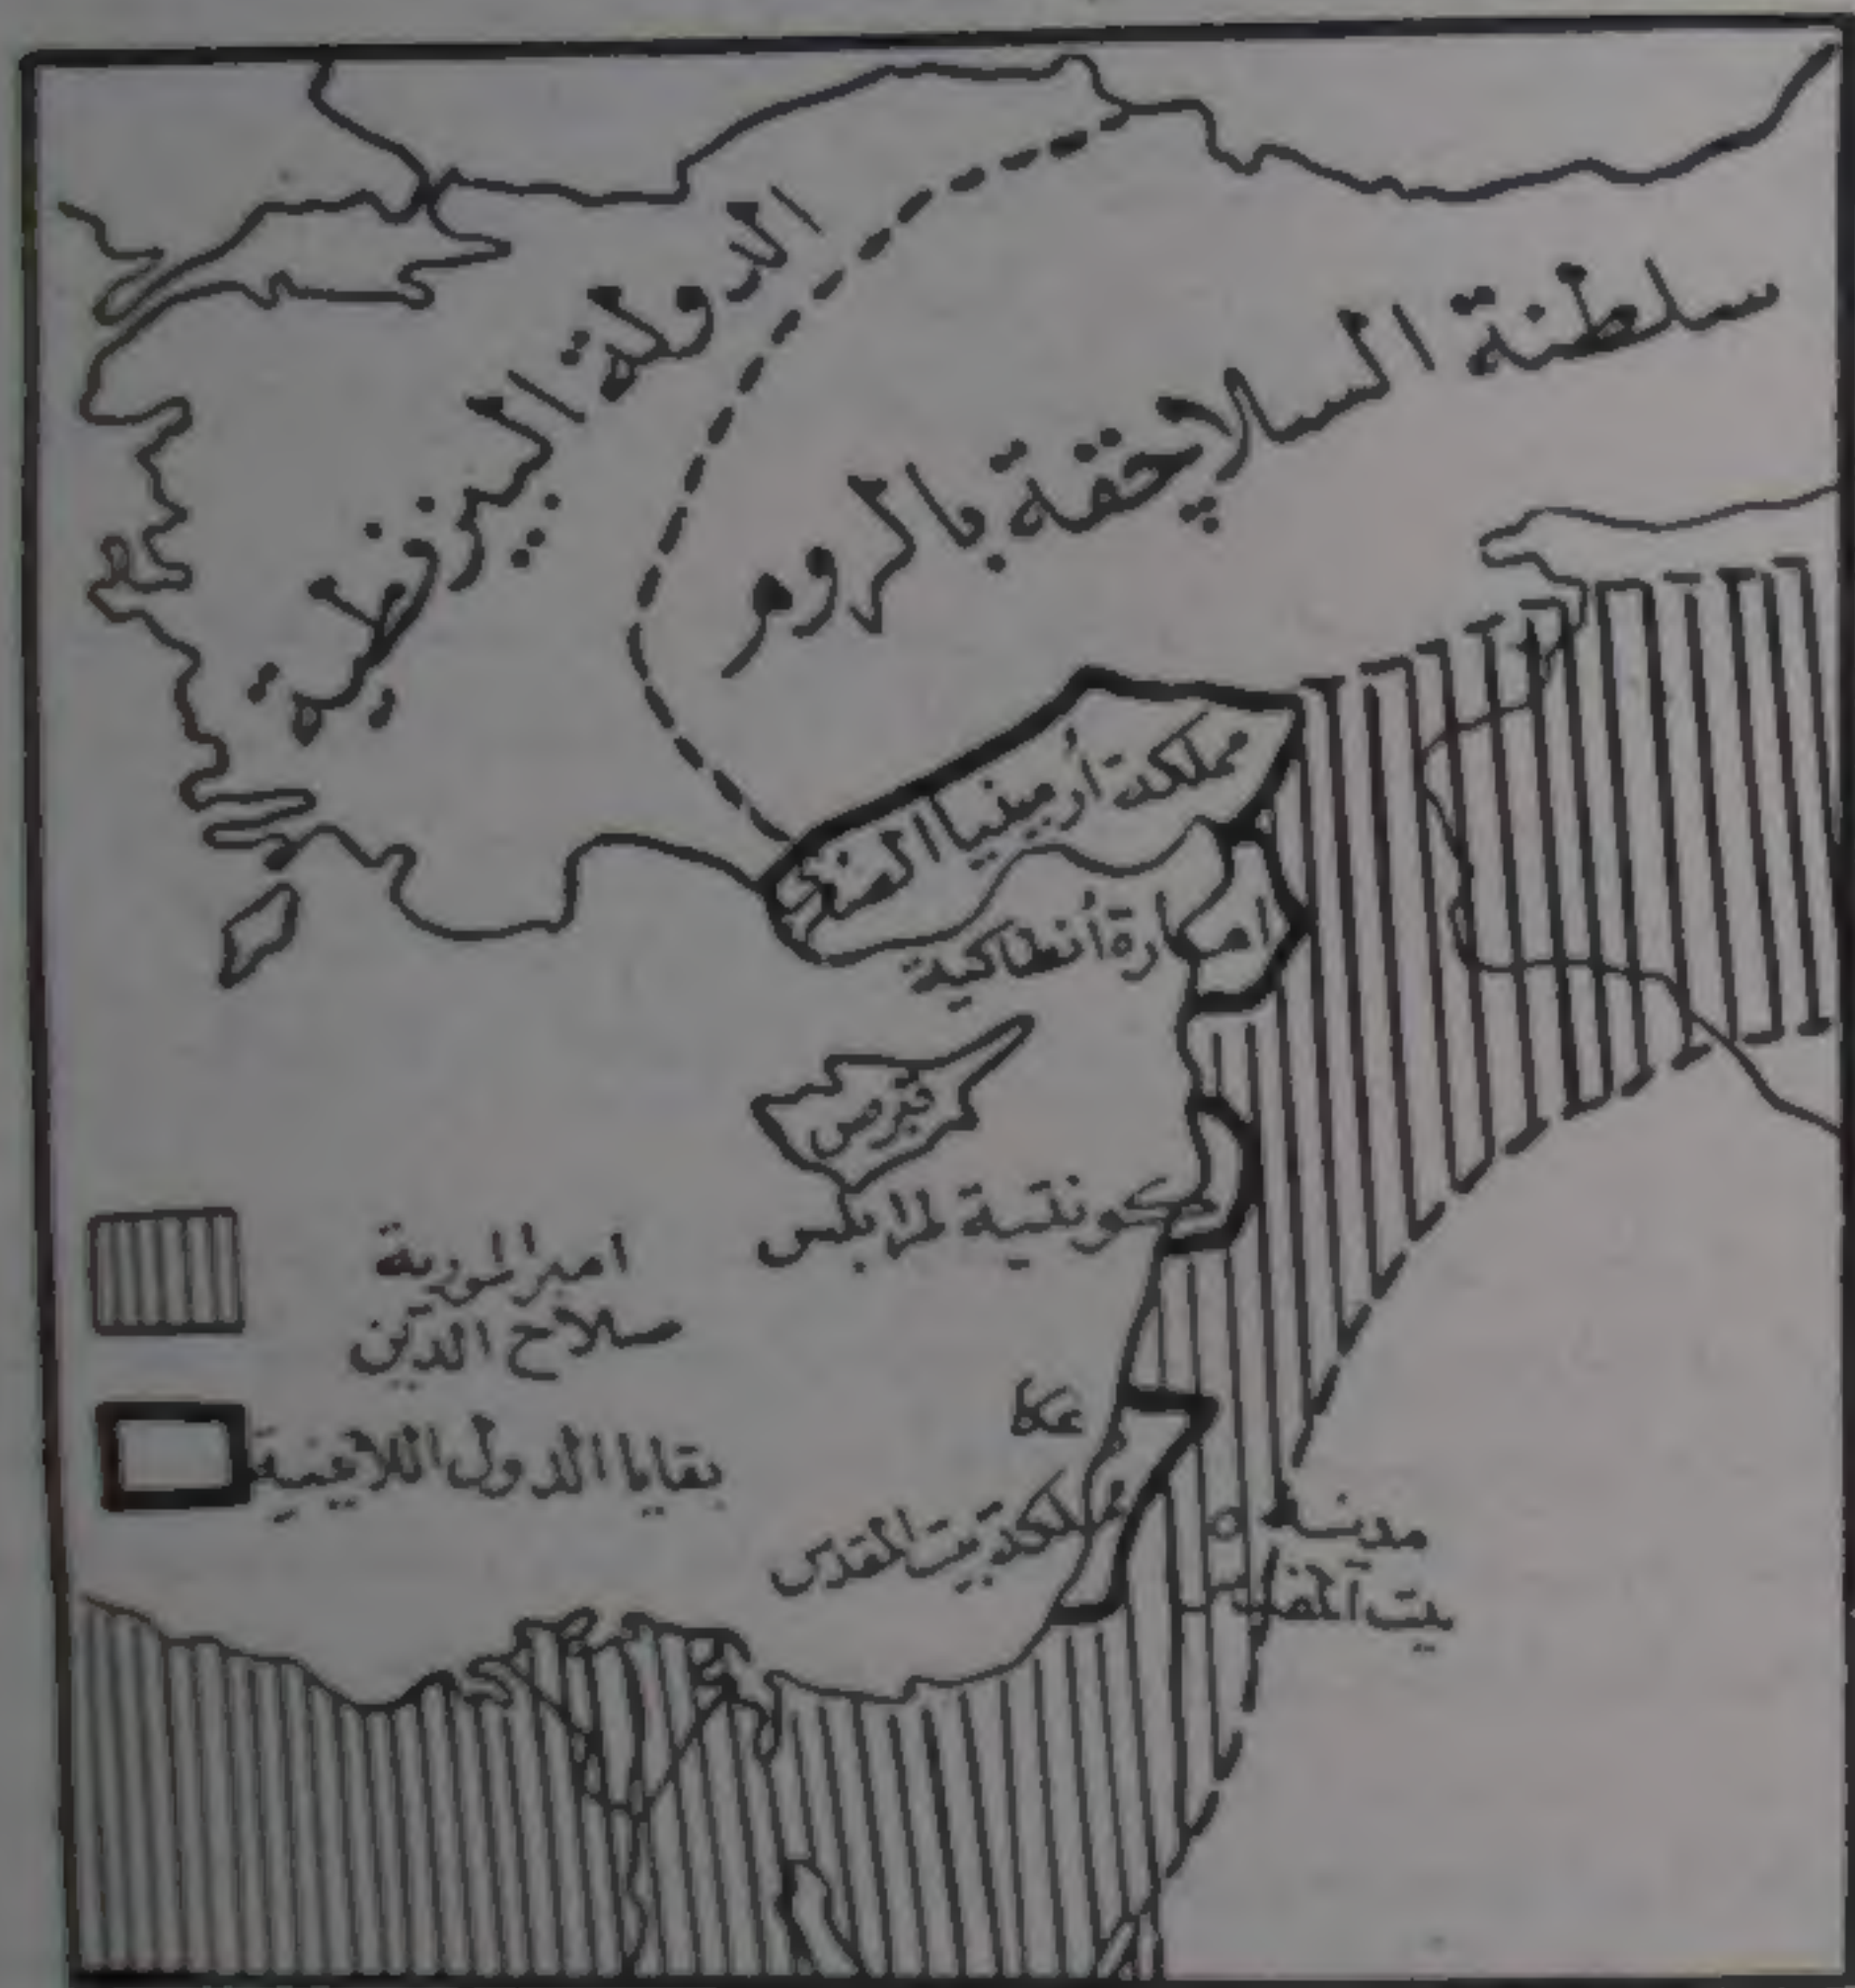 الدولة البيزنطية
سلطنة السلاچقة بالروم
مملكة أرمينيا الصغرى
امارة أنطاكية
قبرص
كونتية طرابلس
امبراطورية
صلاح الدين
بقايا الدول اللاتينية
عكا
مملكة بيت المقدس
مدينة
بيت المقدس